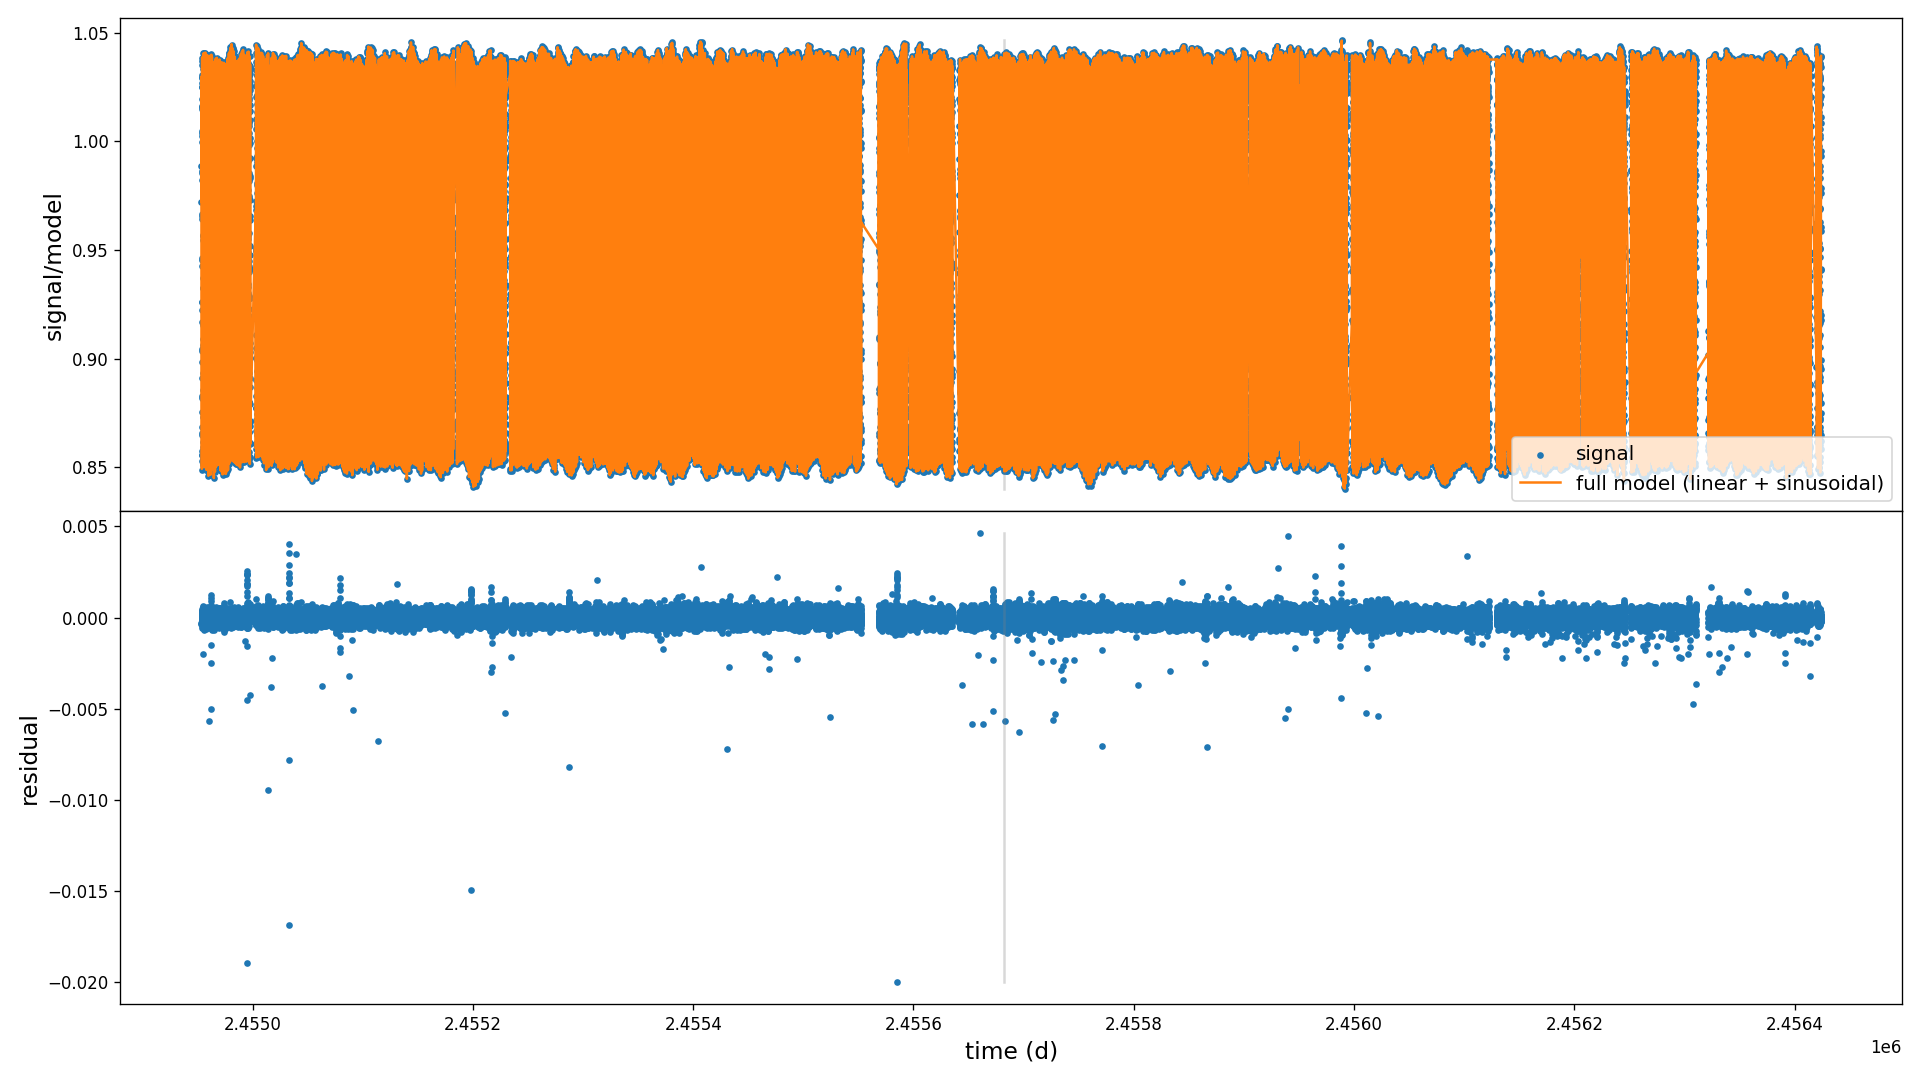 1.05
1.00
0.95
0.90
0.85
signal/model
signal
full model (linear + sinusoidal)
0.005
0.000
−0.005
−0.010
−0.015
−0.020
residual
2.4550 2.4552 2.4554 2.4556 2.4558 2.4560 2.4562 2.4564
1e6
time (d)